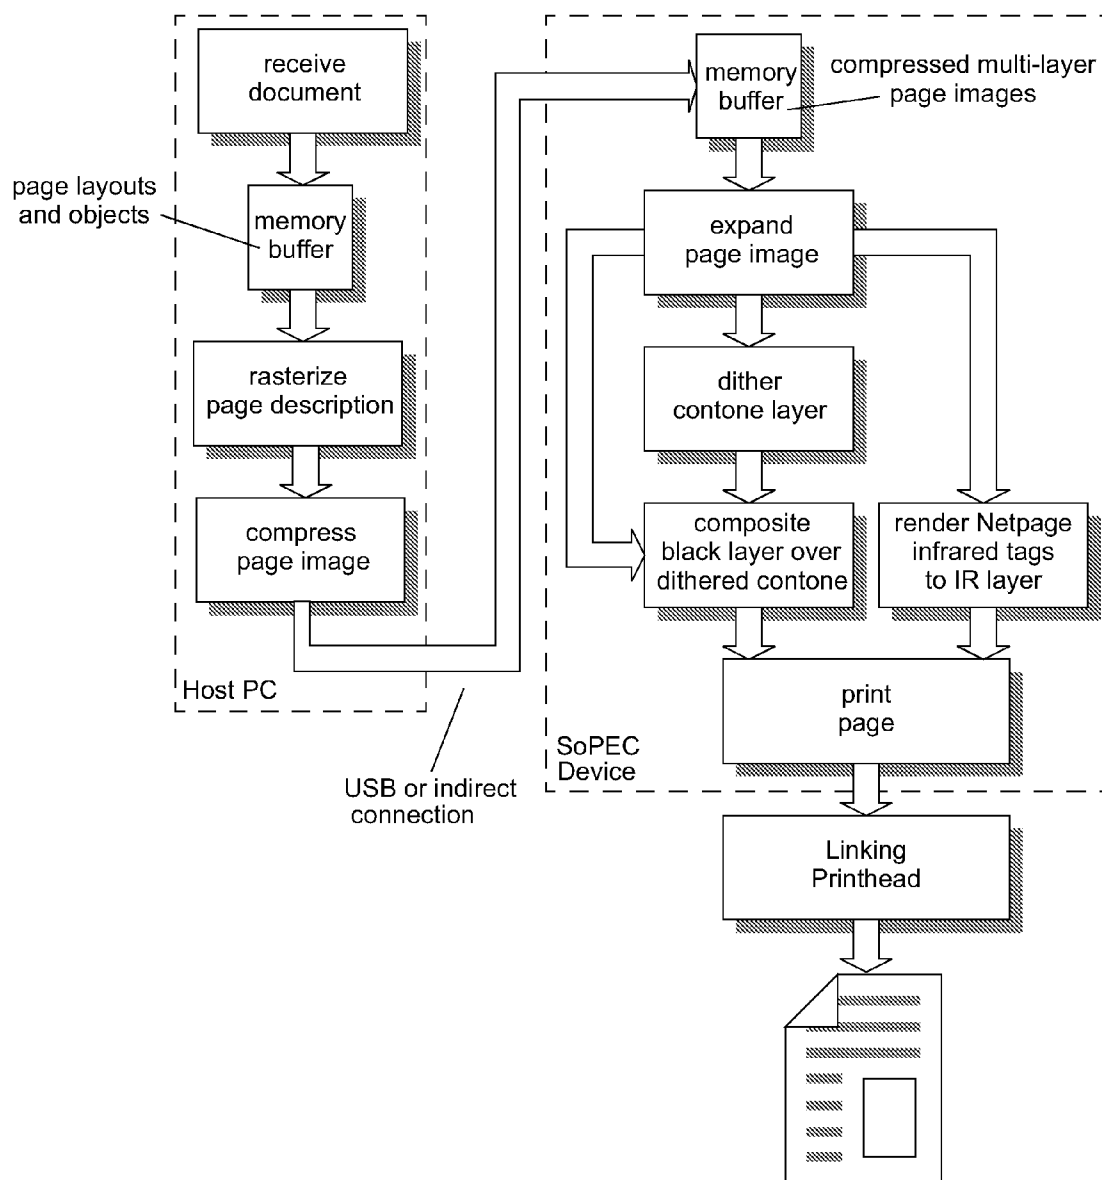 receive
document
page layouts
and objects
memory
buffer
rasterize
page description
compress
page image
Host PC
USB or indirect
connection
memory
buffer
compressed multi-layer
page images
expand
page image
dither
contone layer
composite
black layer over
dithered contone
render Netpage
infrared tags
to IR layer
print
page
SoPEC
Device
Linking
Printhead